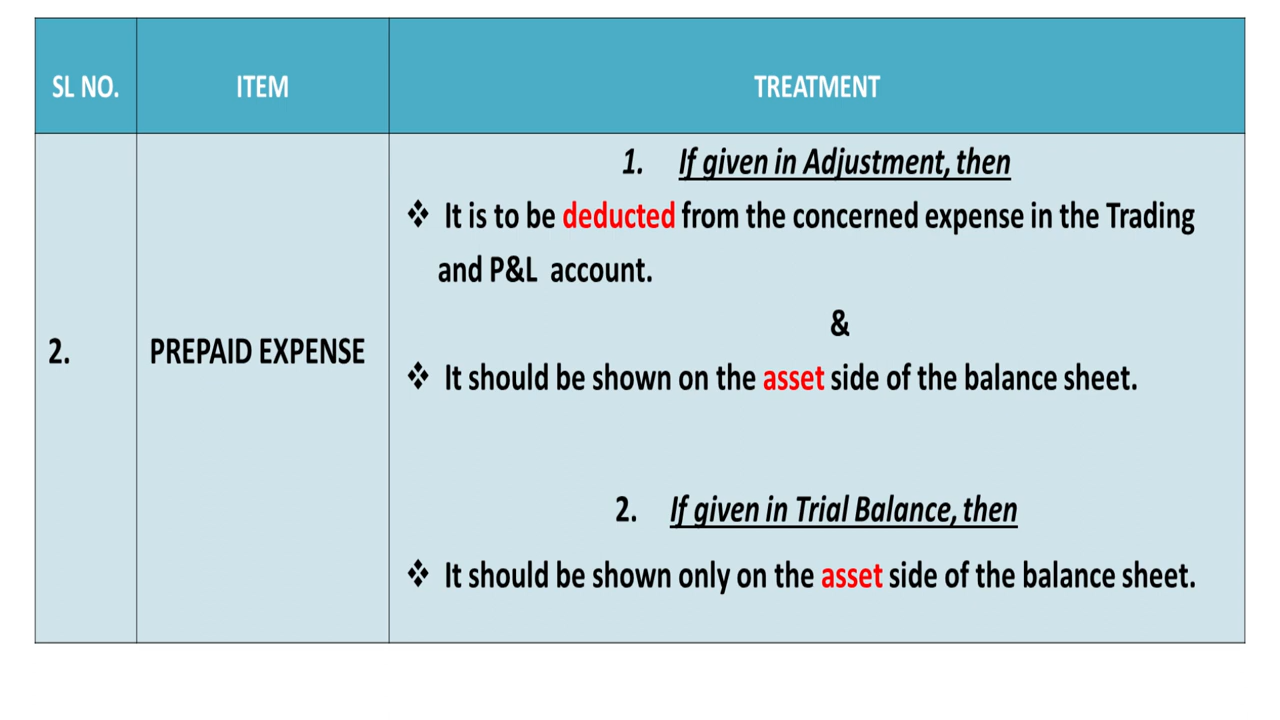 SL NO. ITEM TREATMENT
1. If given in Adjustment, then
❖ It is to be deducted from the concerned expense in the Trading
and P&L account.
&
2. PREPAID EXPENSE
❖ It should be shown on the asset side of the balance sheet.
2. If given in Trial Balance, then
❖ It should be shown only on the asset side of the balance sheet.